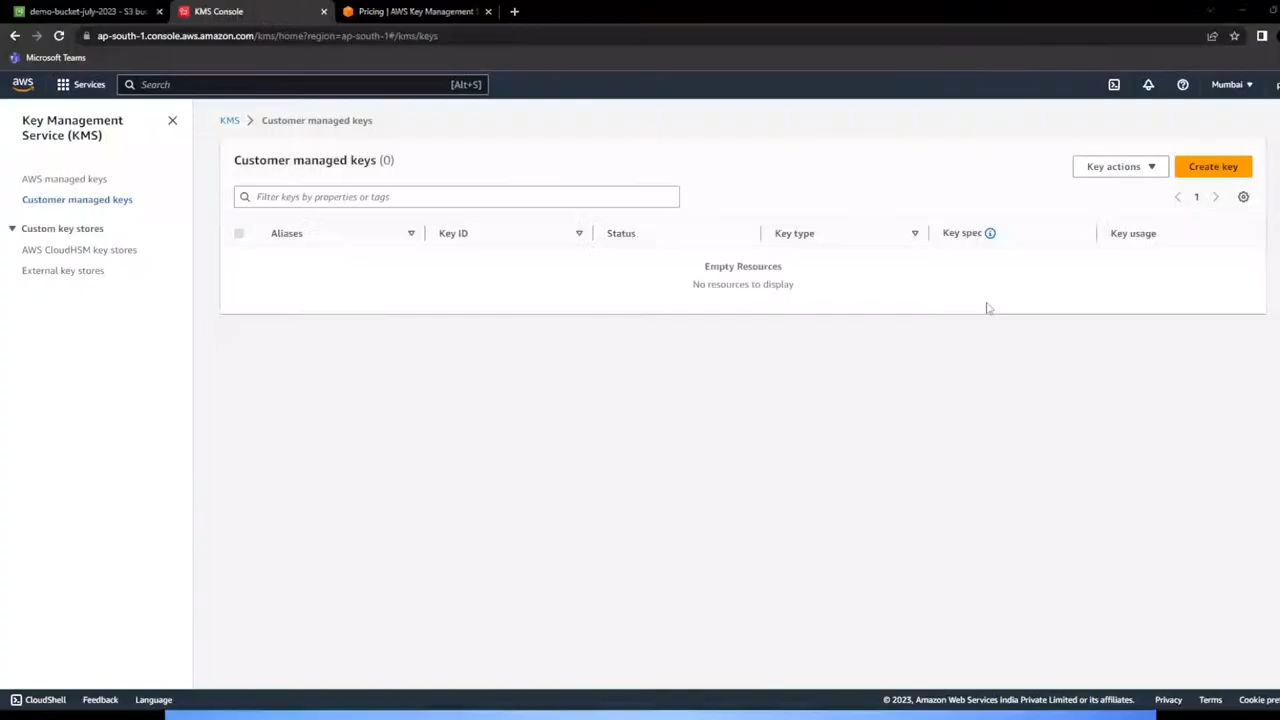 demo-bucket-july-2023 - S3 bu
KMS Console
Pricing | AWS Key Management
ap-south-1.console.aws.amazon.com/kms/home?region=ap-south-1#/kms/keys
Microsoft Teams
aws
Services
Search
[Alt+S]
Mumbai
Key Management
Service (KMS)
AWS managed keys
Customer managed keys
Custom key stores
AWS CloudHSM key stores
External key stores
KMS > Customer managed keys
Customer managed keys (0)
Key actions
Create key
Filter keys by properties or tags
1
Aliases
Key ID
Status
Key type
Key spec
Key usage
Empty Resources
No resources to display
CloudShell
Feedback
Language
© 2023, Amazon Web Services India Private Limited or its affiliates.
Privacy
Terms
Cookie pre